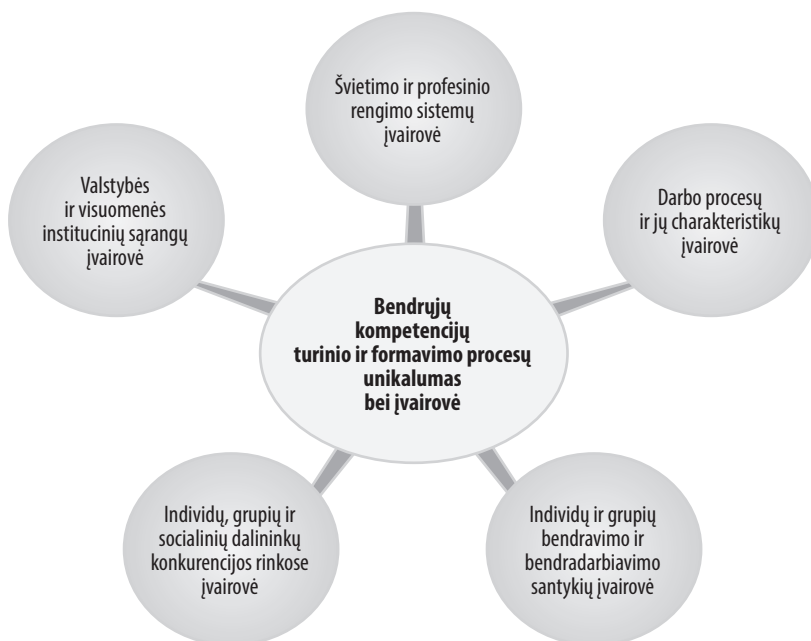 Švietimo ir profesinio
rengimo sistemų
įvairovė
Valstybės
ir visuomenės
institucinių sąrangų
įvairovė
Darbo procesų
ir jų charakteristikų
įvairovė
Bendrųjų
kompetencijų
turinio ir formavimo procesų
unikalumas
bei įvairovė
Individų, grupių ir
socialinių dalininkų
konkurencijos rinkose
įvairovė
Individų ir grupių
bendravimo ir
bendradarbiavimo
santykių įvairovė